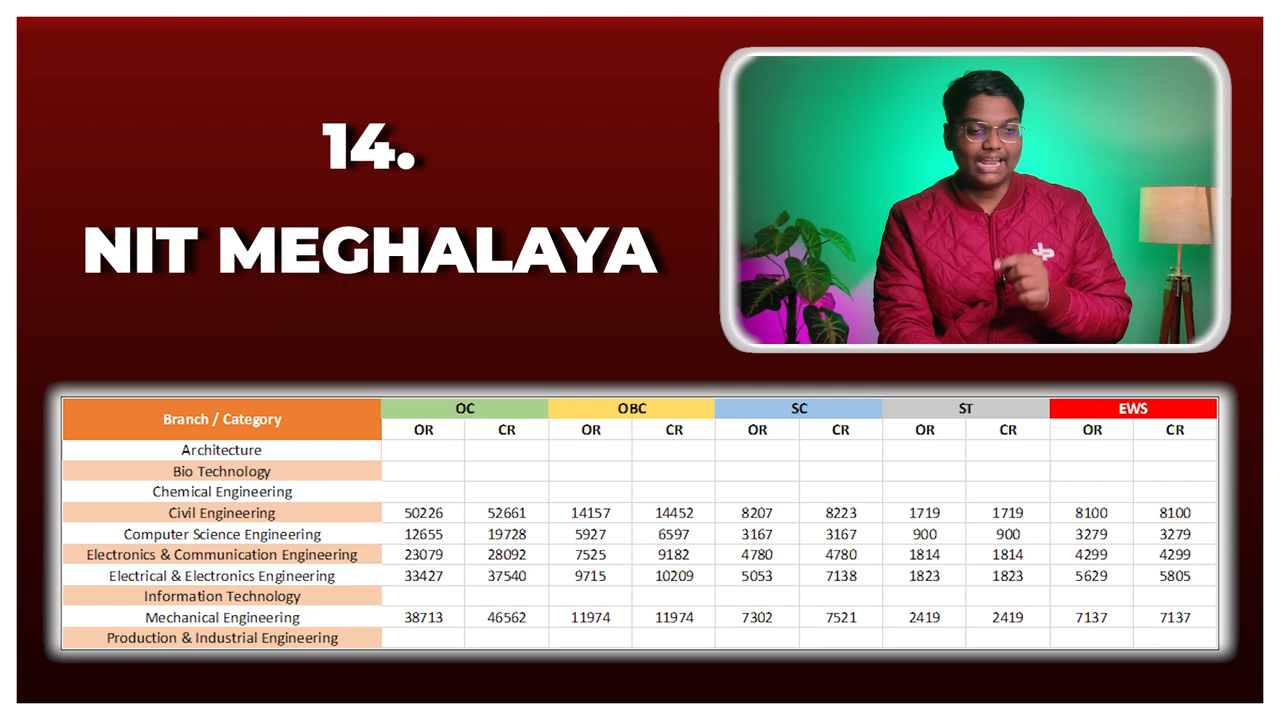 14.
NIT MEGHALAYA
Branch / Category OC OBC SC ST EWS
OR CR OR CR OR CR OR CR OR CR
Architecture
Bio Technology
Chemical Engineering
Civil Engineering 50226 52661 14157 14452 8207 8223 1719 1719 8100 8100
Computer Science Engineering 12655 19728 5927 6597 3167 3167 900 900 3279 3279
Electronics & Communication Engineering 23079 28092 7525 9182 4780 4780 1814 1814 4299 4299
Electrical & Electronics Engineering 33427 37540 9715 10209 5053 7138 1823 1823 5629 5805
Information Technology
Mechanical Engineering 38713 46562 11974 11974 7302 7521 2419 2419 7137 7137
Production & Industrial Engineering